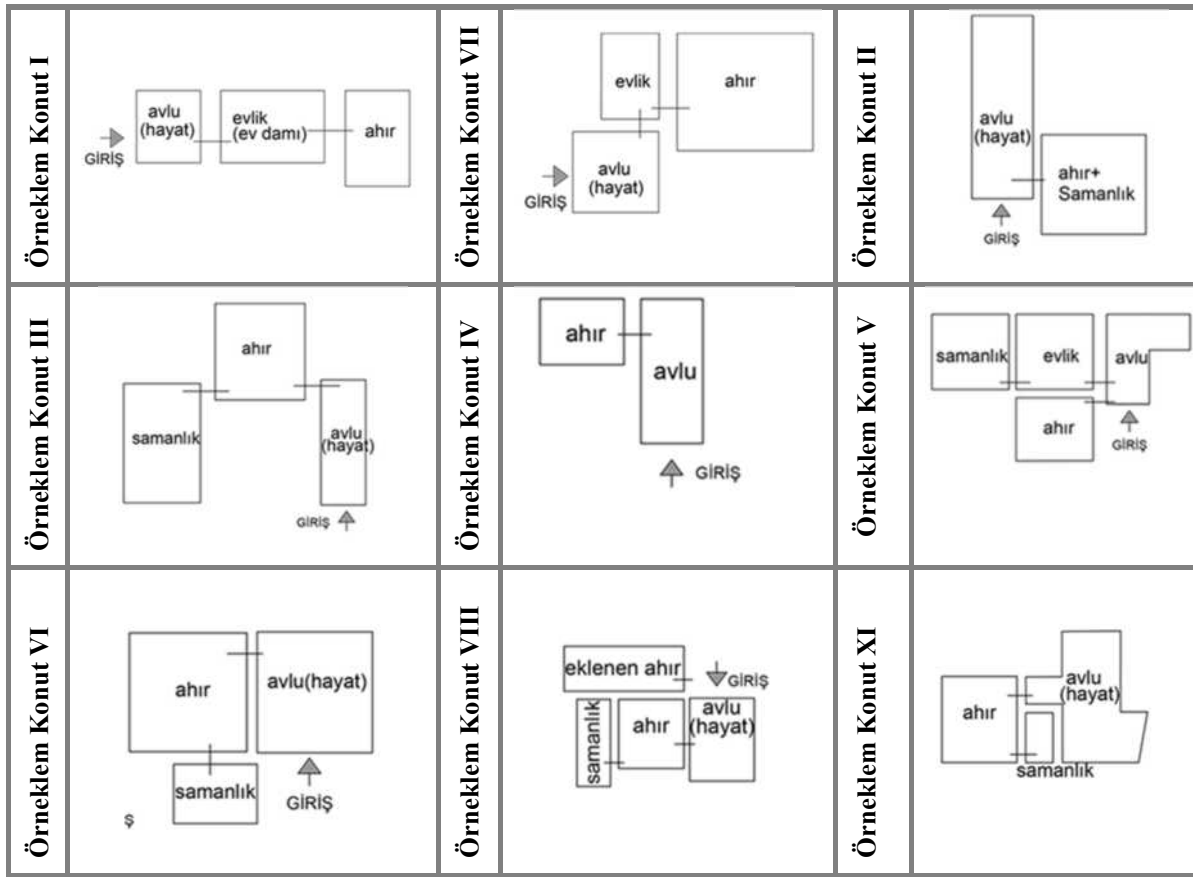 Örneklem Konut I
avlu
(hayat)
evlik
(ev damı)
ahır
GİRİŞ
Örneklem Konut VII
evlik
ahır
avlu
(hayat)
GİRİŞ
Örneklem Konut II
avlu
(hayat)
ahır+
Samanlık
GİRİŞ
Örneklem Konut III
ahır
samanlık
avlu
(hayat)
GİRİŞ
Örneklem Konut IV
ahır
avlu
GİRİŞ
Örneklem Konut V
samanlık
evlik
avlu
ahır
GİRİŞ
Örneklem Konut VI
ahır
avlu(hayat)
samanlık
GİRİŞ
Ş
Örneklem Konut VIII
eklenen ahır
GİRİŞ
samanlık
ahır
avlu
(hayat)
Örneklem Konut XI
avlu
(hayat)
ahır
samanlık